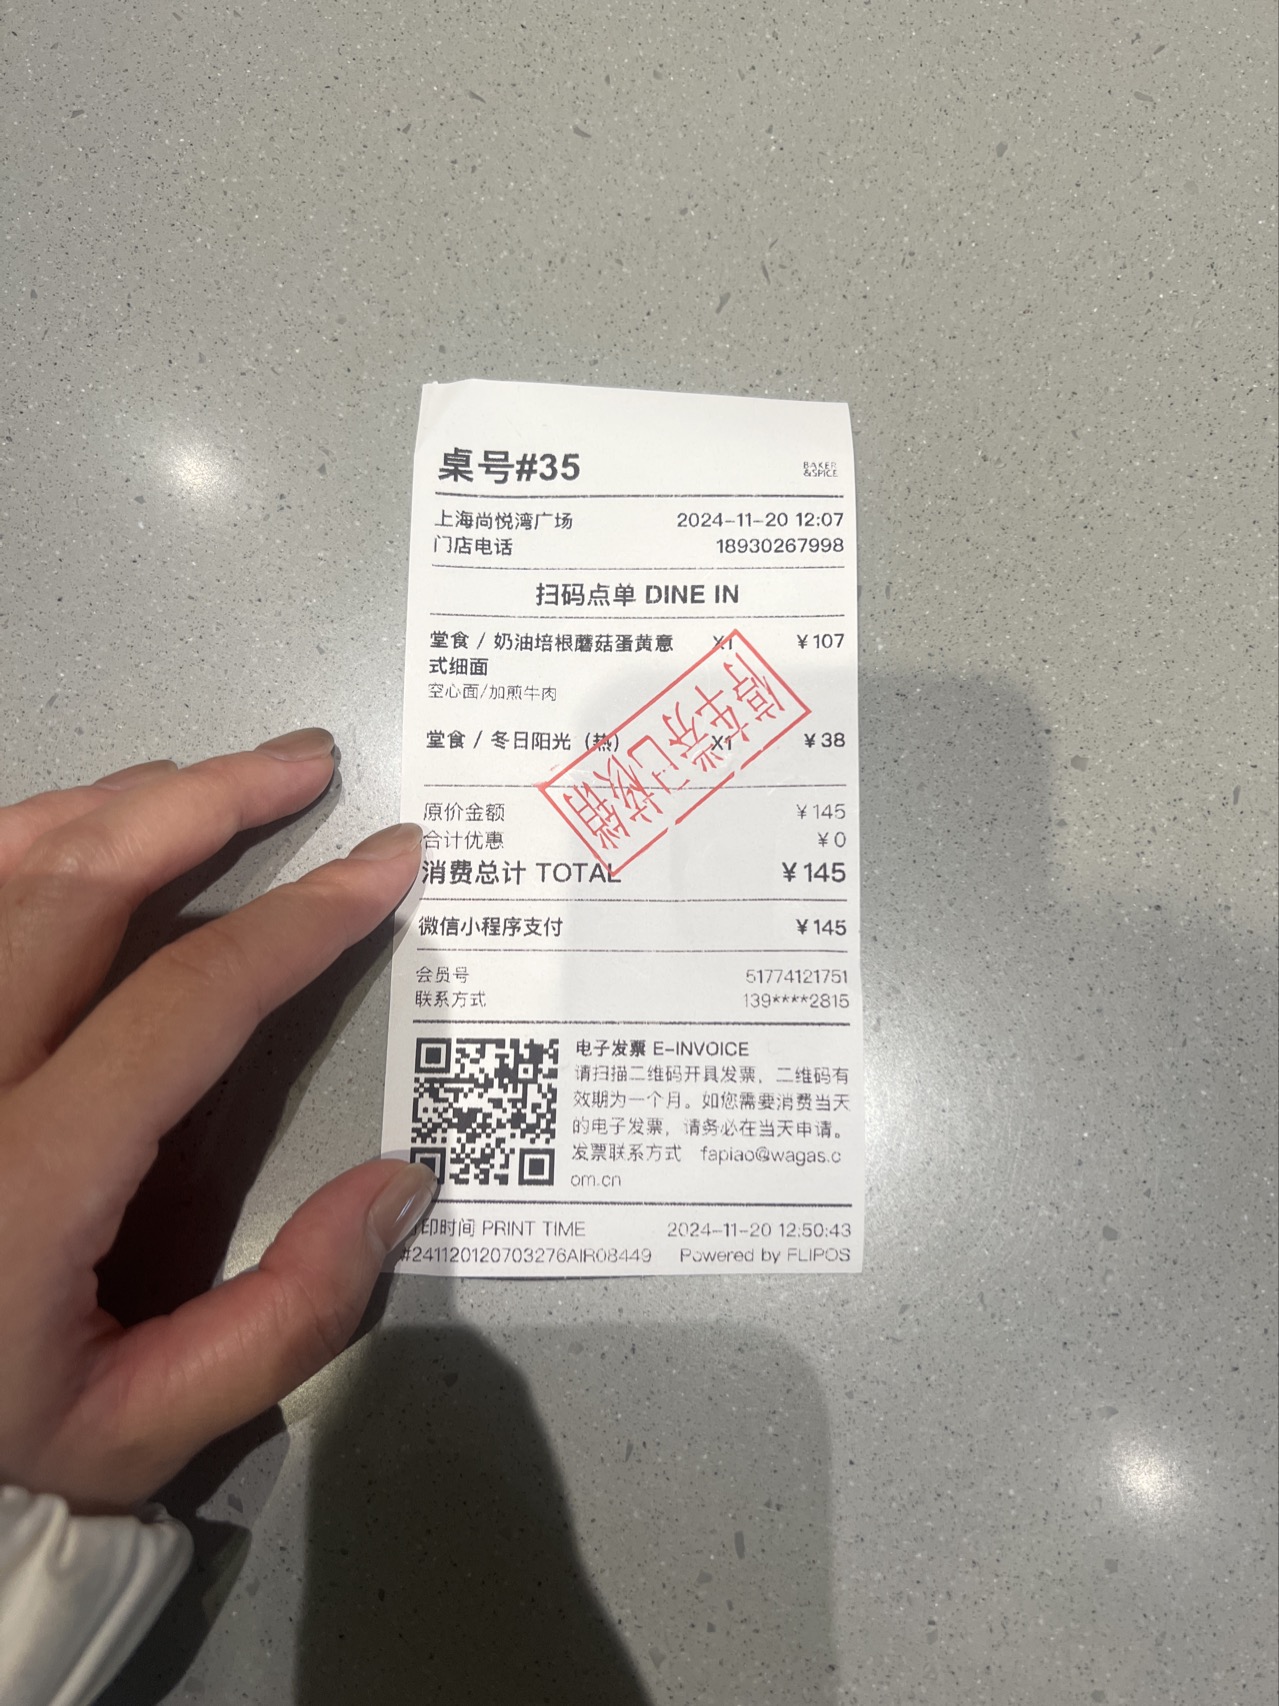 桌号#35
BAKER
&SPICE
上海尚悦湾广场 2024-11-20 12:07
门店电话 18930267998
扫码点单 DINE IN
堂食 / 奶油培根蘑菇蛋黄意 X1 ¥107
式细面
空心面/加煎牛肉
堂食 / 冬日阳光（热） X1 ¥38
停车券已核销
原价金额 ¥145
合计优惠 ¥0
消费总计 TOTAL ¥145
微信小程序支付 ¥145
会员号 51774121751
联系方式 139****2815
电子发票 E-INVOICE
请扫描二维码开具发票，二维码有
效期为一个月。如您需要消费当天
的电子发票，请务必在当天申请。
发票联系方式 fapiao@wagas.c
om.cn
印时间 PRINT TIME 2024-11-20 12:50:43
#241120120703276AIR08449 Powered by FLIPOS